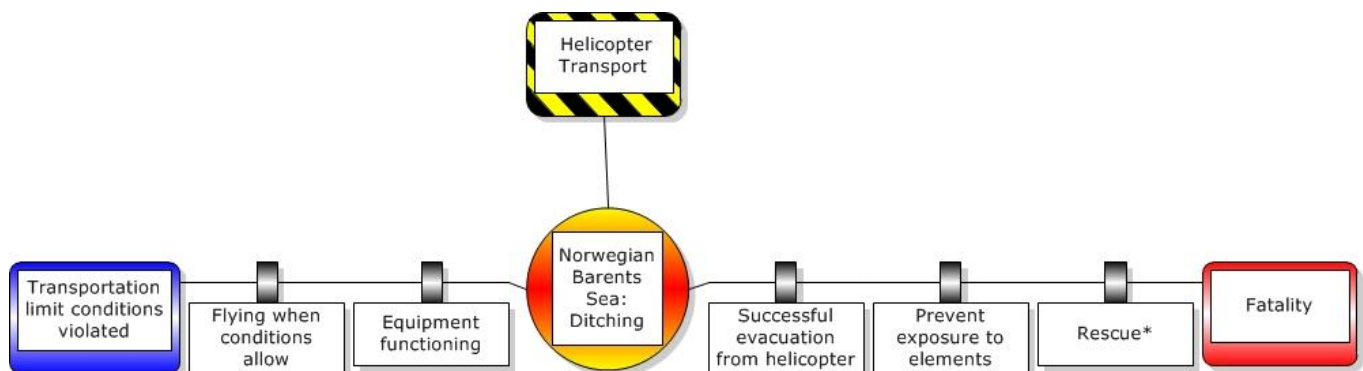 Helicopter
Transport
Transportation
limit conditions
violated
Flying when
conditions
allow
Equipment
functioning
Norwegian
Barents
Sea:
Ditching
Successful
evacuation
from helicopter
Prevent
exposure to
elements
Rescue*
Fatality